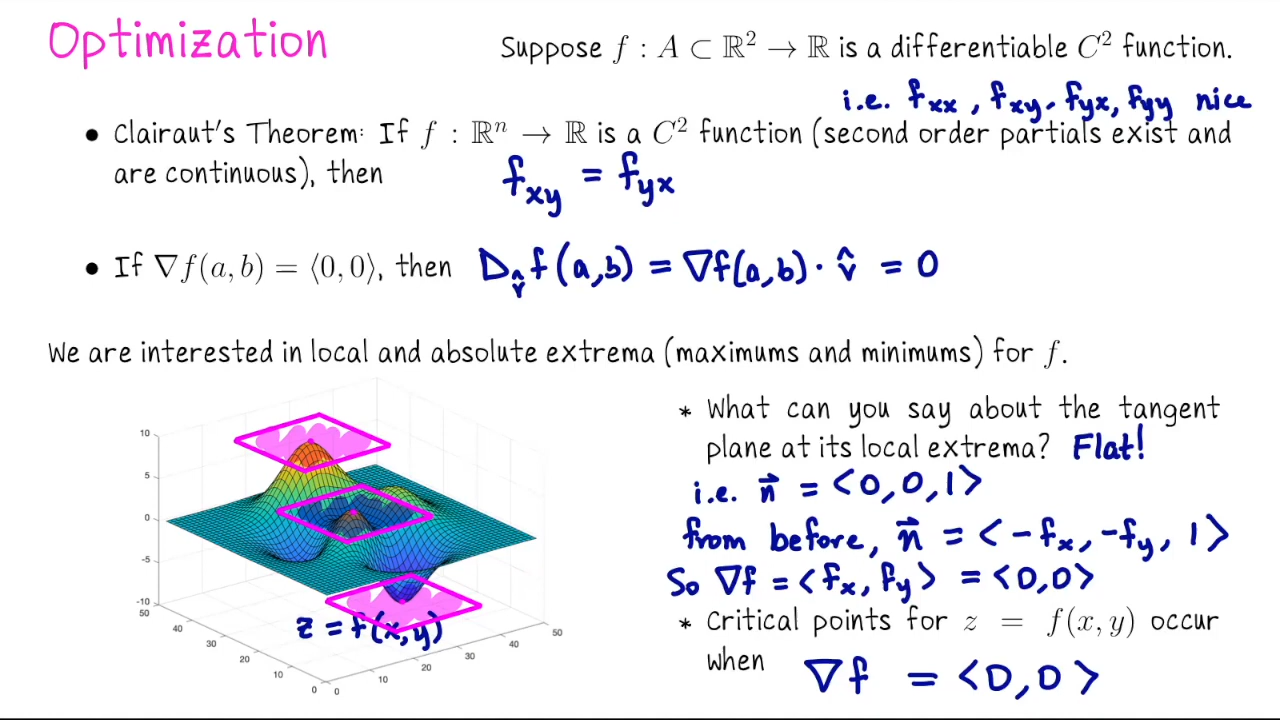 Optimization
Suppose f : A ⊂ ℝ² → ℝ is a differentiable C² function.
i.e. fxx, fxy, fyx, fyy nice
• Clairaut's Theorem: If f : ℝⁿ → ℝ is a C² function (second order partials exist and
are continuous), then fxy = fyx
• If ∇f(a, b) = ⟨0, 0⟩, then D_v̂ f(a,b) = ∇f(a,b) · v̂ = 0
We are interested in local and absolute extrema (maximums and minimums) for f.
* What can you say about the tangent
plane at its local extrema? Flat!
i.e. n⃗ = <0,0,1>
from before, n⃗ = <-fx, -fy, 1>
So ∇f = <fx, fy> = <0,0>
* Critical points for z = f(x, y) occur
when ∇f = <0,0>
10
5
0
-5
-10
50
40
30
20
10
0
0
10
20
30
40
50
z = f(x,y)